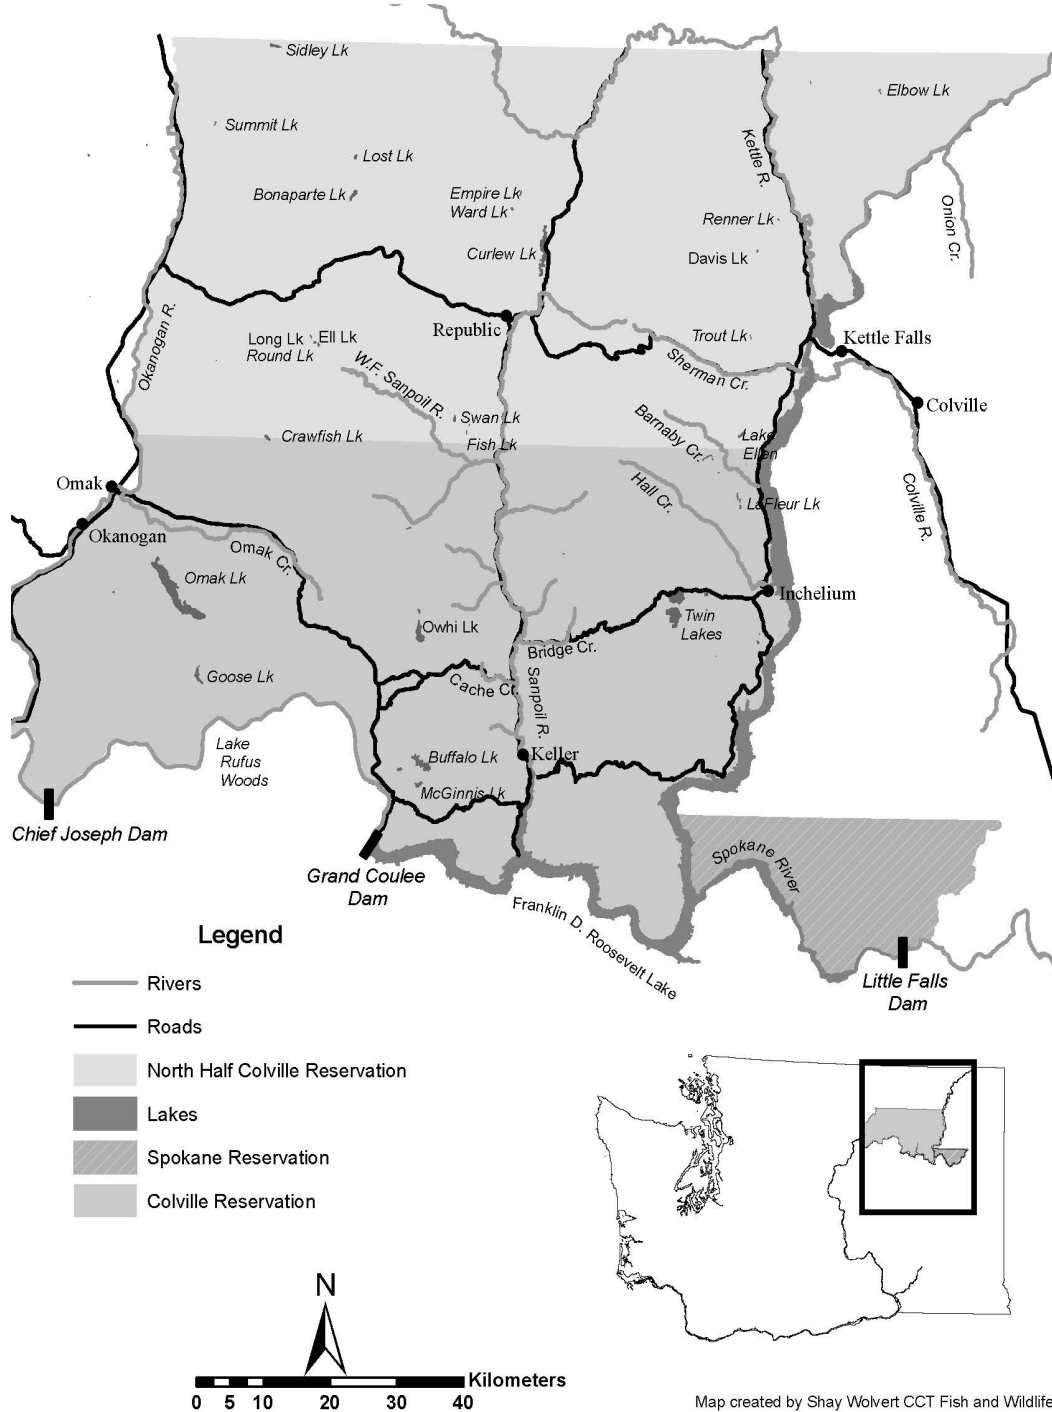 Sidley Lk
Elbow Lk
Summit Lk
Lost Lk
Kettle R.
Bonaparte Lk
Empire Lk
Ward Lk
Renner Lk
Onion Cr.
Curlew Lk
Davis Lk
Okanogan R.
Republic
Long Lk
Ell Lk
Round Lk
Trout Lk
Kettle Falls
W.F. Sanpoil R.
Sherman Cr.
Colville
Swan Lk
Barnaby Cr.
Crawfish Lk
Fish Lk
Lake
Ellen
Omak
Hall Cr.
LaFleur Lk
Colville R.
Okanogan
Omak Cr.
Omak Lk
Inchelium
Owhi Lk
Twin
Lakes
Bridge Cr.
Goose Lk
Cache Cr.
Sanpoil R.
Lake
Rufus
Woods
Buffalo Lk
Keller
McGinnis Lk
Chief Joseph Dam
Spokane River
Grand Coulee
Dam
Franklin D. Roosevelt Lake
Little Falls
Dam
Legend
Rivers
Roads
North Half Colville Reservation
Lakes
Spokane Reservation
Colville Reservation
N
Kilometers
0 5 10 20 30 40
Map created by Shay Wolvert CCT Fish and Wildlife